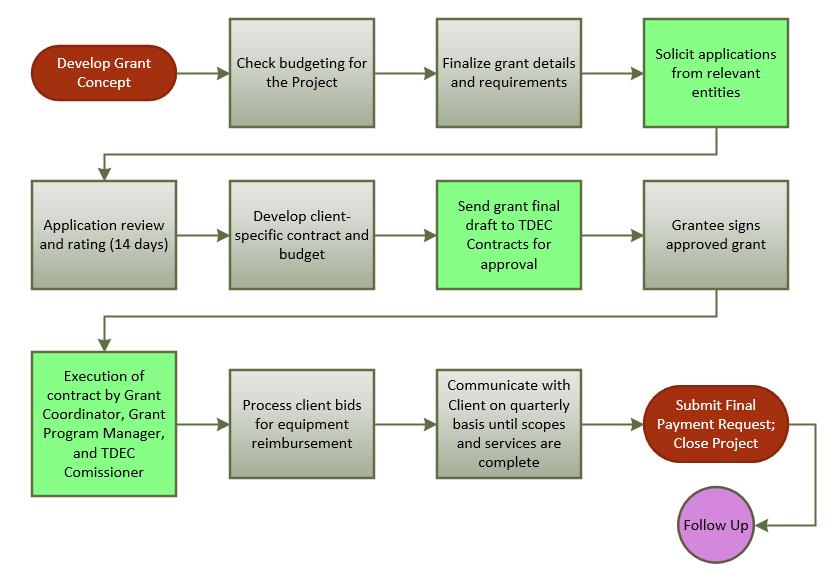 Develop Grant
Concept
Check budgeting for
the Project
Finalize grant details
and requirements
Solicit applications
from relevant
entities
Application review
and rating (14 days)
Develop client-
specific contract and
budget
Send grant final
draft to TDEC
Contracts for
approval
Grantee signs
approved grant
Execution of
contract by Grant
Coordinator, Grant
Program Manager,
and TDEC
Comissioner
Process client bids
for equipment
reimbursement
Communicate with
Client on quarterly
basis until scopes
and services are
complete
Submit Final
Payment Request;
Close Project
Follow Up